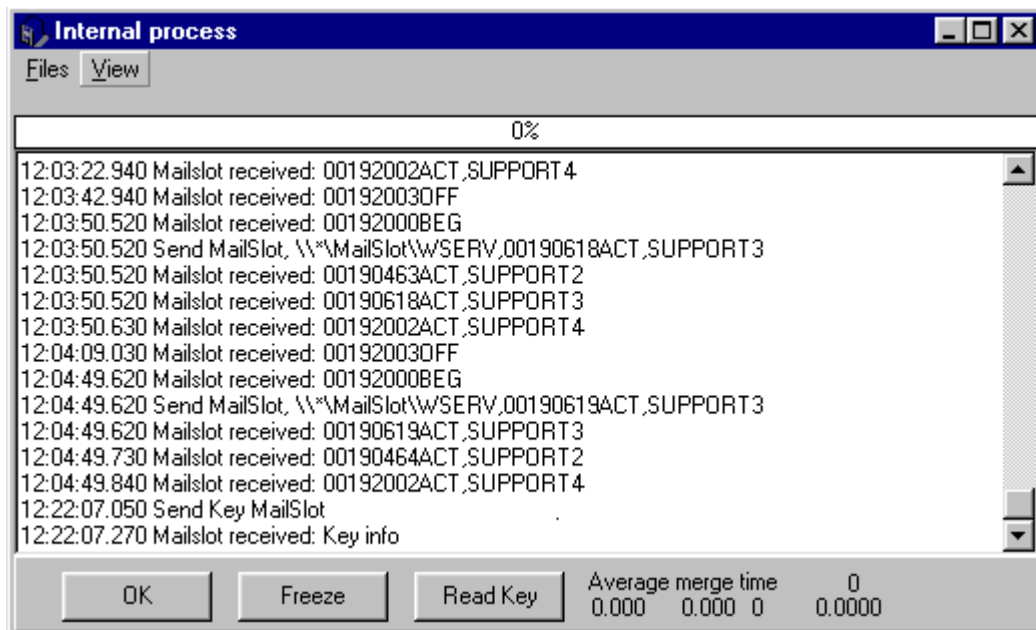 Internal process
Files View
0%
12:03:22.940 Mailslot received: 00192002ACT,SUPPORT4
12:03:42.940 Mailslot received: 00192003OFF
12:03:50.520 Mailslot received: 00192000BEG
12:03:50.520 Send MailSlot, \\*\MailSlot\WSERV,00190618ACT,SUPPORT3
12:03:50.520 Mailslot received: 00190463ACT,SUPPORT2
12:03:50.520 Mailslot received: 00190618ACT,SUPPORT3
12:03:50.630 Mailslot received: 00192002ACT,SUPPORT4
12:04:09.030 Mailslot received: 00192003OFF
12:04:49.620 Mailslot received: 00192000BEG
12:04:49.620 Send MailSlot, \\*\MailSlot\WSERV,00190619ACT,SUPPORT3
12:04:49.620 Mailslot received: 00190619ACT,SUPPORT3
12:04:49.730 Mailslot received: 00190464ACT,SUPPORT2
12:04:49.840 Mailslot received: 00192002ACT,SUPPORT4
12:22:07.050 Send Key MailSlot
12:22:07.270 Mailslot received: Key info
OK Freeze Read Key
Average merge time 0
0.000 0.000 0 0.0000